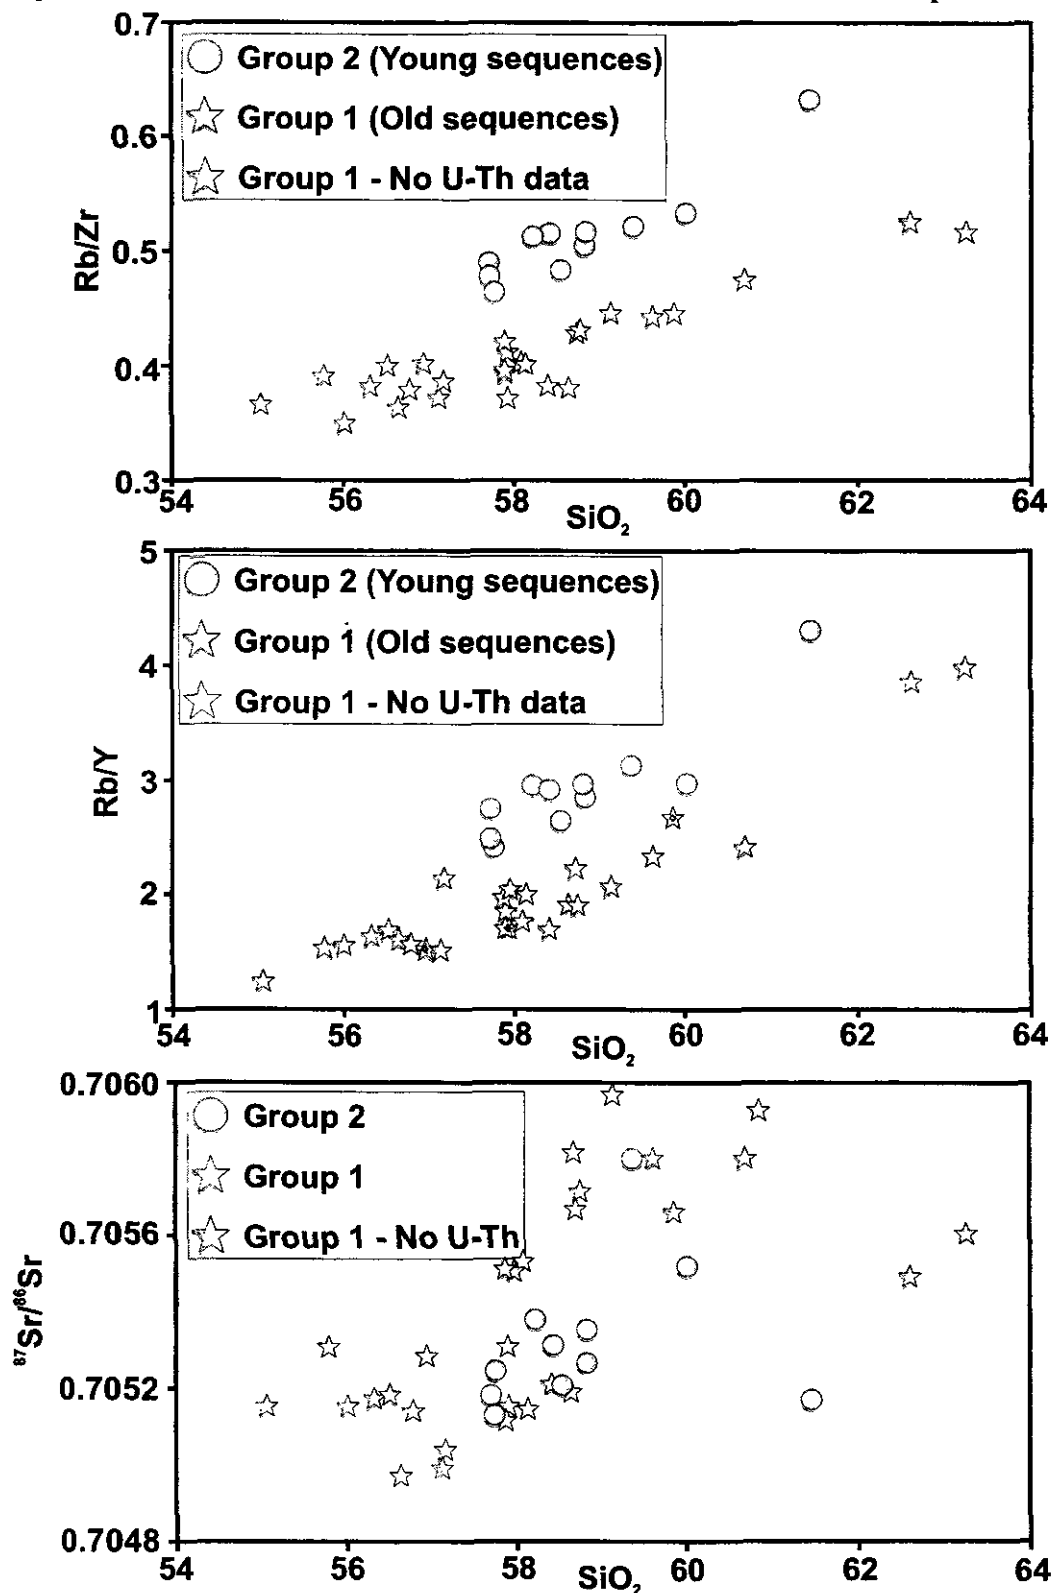 0.7
Group 2 (Young sequences)
Group 1 (Old sequences)
Group 1 - No U-Th data
0.6
0.5
0.4
0.3
Rb/Zr
54 56 58 60 62 64
SiO₂
5
Group 2 (Young sequences)
Group 1 (Old sequences)
Group 1 - No U-Th data
4
3
2
1
Rb/Y
54 56 58 60 62 64
SiO₂
0.7060
Group 2
Group 1
Group 1 - No U-Th
0.7056
0.7052
0.7048
⁸⁷Sr/⁸⁶Sr
54 56 58 60 62 64
SiO₂